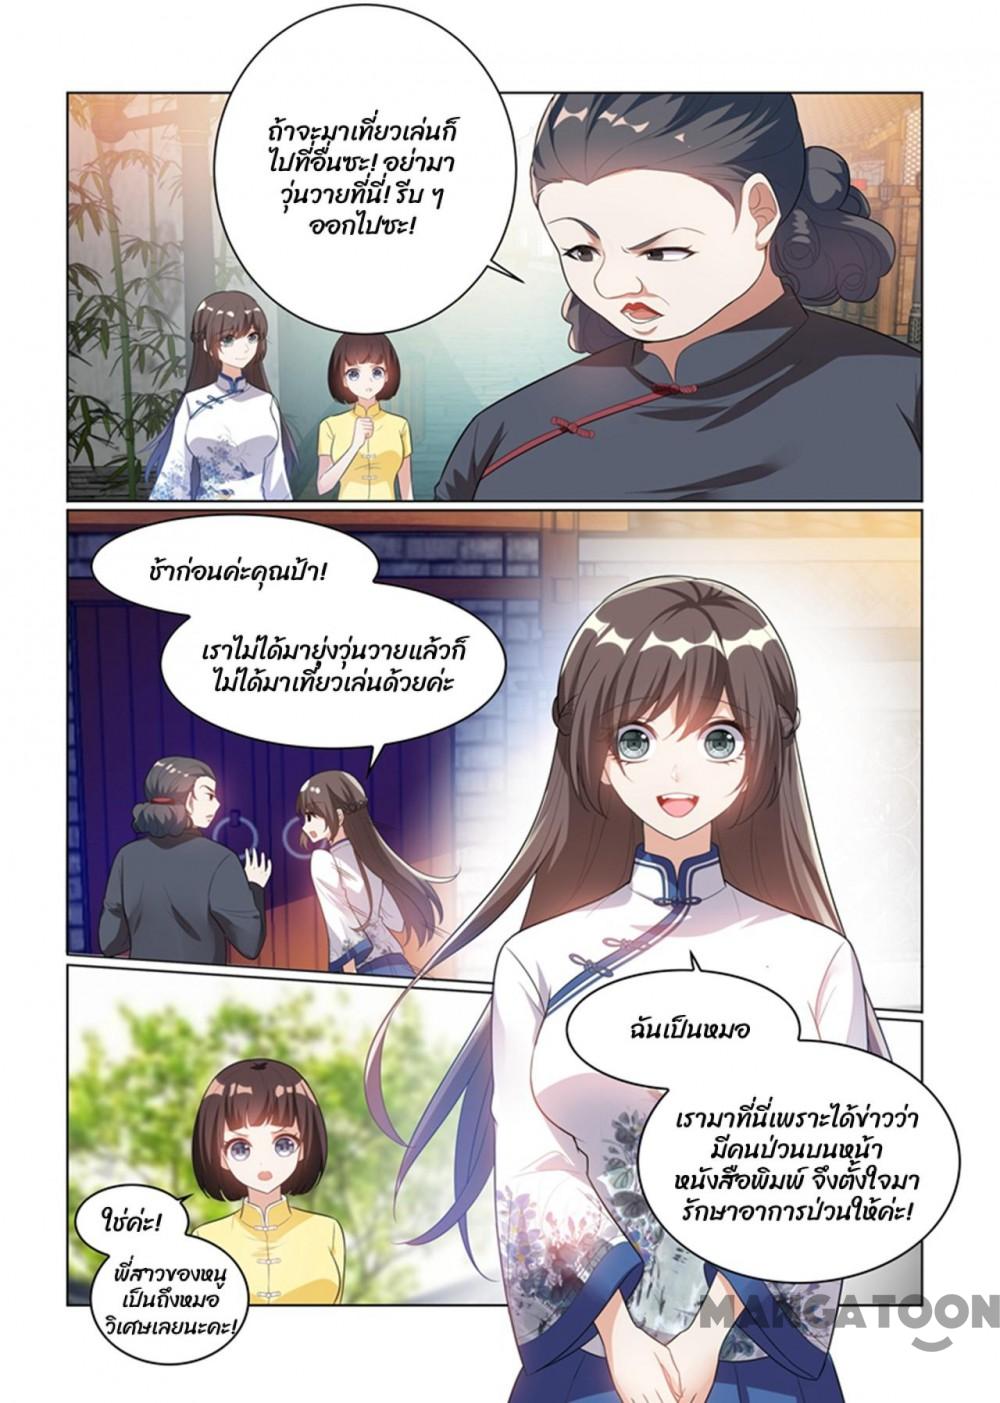 ถ้าจะมาเที่ยวเล่นก็
ไปที่อื่นซะ! อย่ามา
วุ่นวายที่นี่! รีบ ๆ
ออกไปซะ!
ช้าก่อนค่ะคุณป้า!
เราไม่ได้มายุ่งวุ่นวายแล้วก็
ไม่ได้มาเที่ยวเล่นด้วยค่ะ
ฉันเป็นหมอ
เรามาที่นี่เพราะได้ข่าวว่า
มีคนป่วนบนหน้า
หนังสือพิมพ์ จึงตั้งใจมา
รักษาอาการป่วนให้ค่ะ!
ใช่ค่ะ!
พี่สาวของหนู
เป็นถึงหมอ
วิเศษเลยนะคะ!
MANGATOON